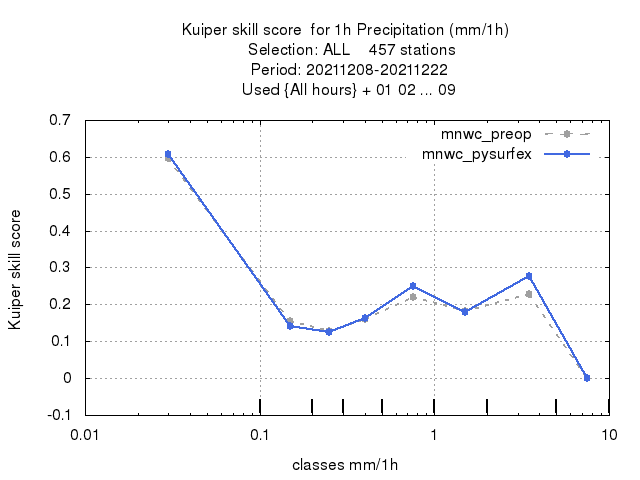 Kuiper skill score  for 1h Precipitation (mm/1h)
Selection: ALL    457 stations
Period: 20211208-20211222
Used {All hours} + 01 02 ... 09
mnwc_preop
mnwc_pysurfex
0.7
0.6
0.5
0.4
0.3
0.2
0.1
0
-0.1
Kuiper skill score
0.01
0.1
1
10
classes mm/1h